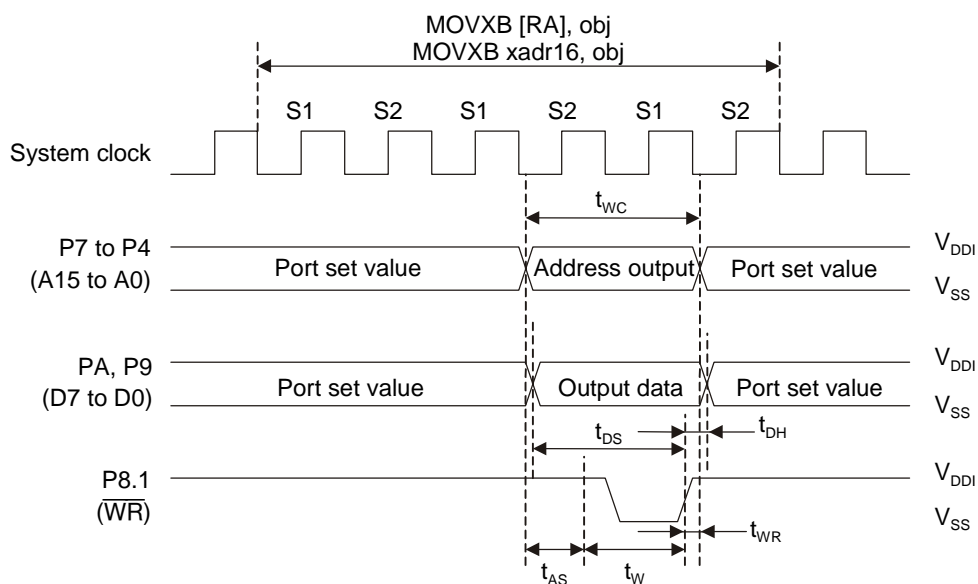 MOVXB [RA], obj
MOVXB xadr16, obj
S1 S2 S1 S2 S1 S2
System clock
tWC
P7 to P4
(A15 to A0)
Port set value Address output Port set value
VDDI
VSS
PA, P9
(D7 to D0)
Port set value Output data Port set value
VDDI
VSS
tDS
tDH
P8.1
(WR)
VDDI
VSS
tWR
tAS tW